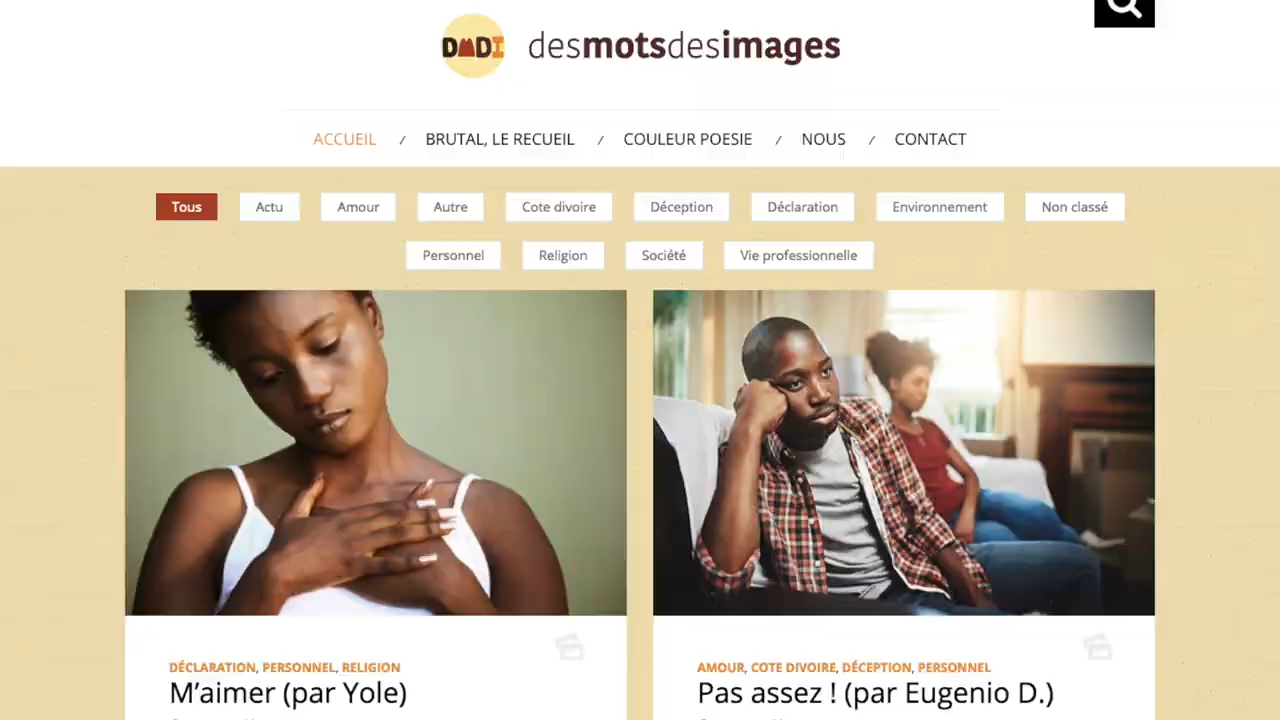 DMDI desmotsdesimages
ACCUEIL / BRUTAL, LE RECUEIL / COULEUR POESIE / NOUS / CONTACT
Tous Actu Amour Autre Cote divoire Déception Déclaration Environnement Non classé
Personnel Religion Société Vie professionnelle
DÉCLARATION, PERSONNEL, RELIGION
M'aimer (par Yole)
AMOUR, COTE DIVOIRE, DÉCEPTION, PERSONNEL
Pas assez ! (par Eugenio D.)